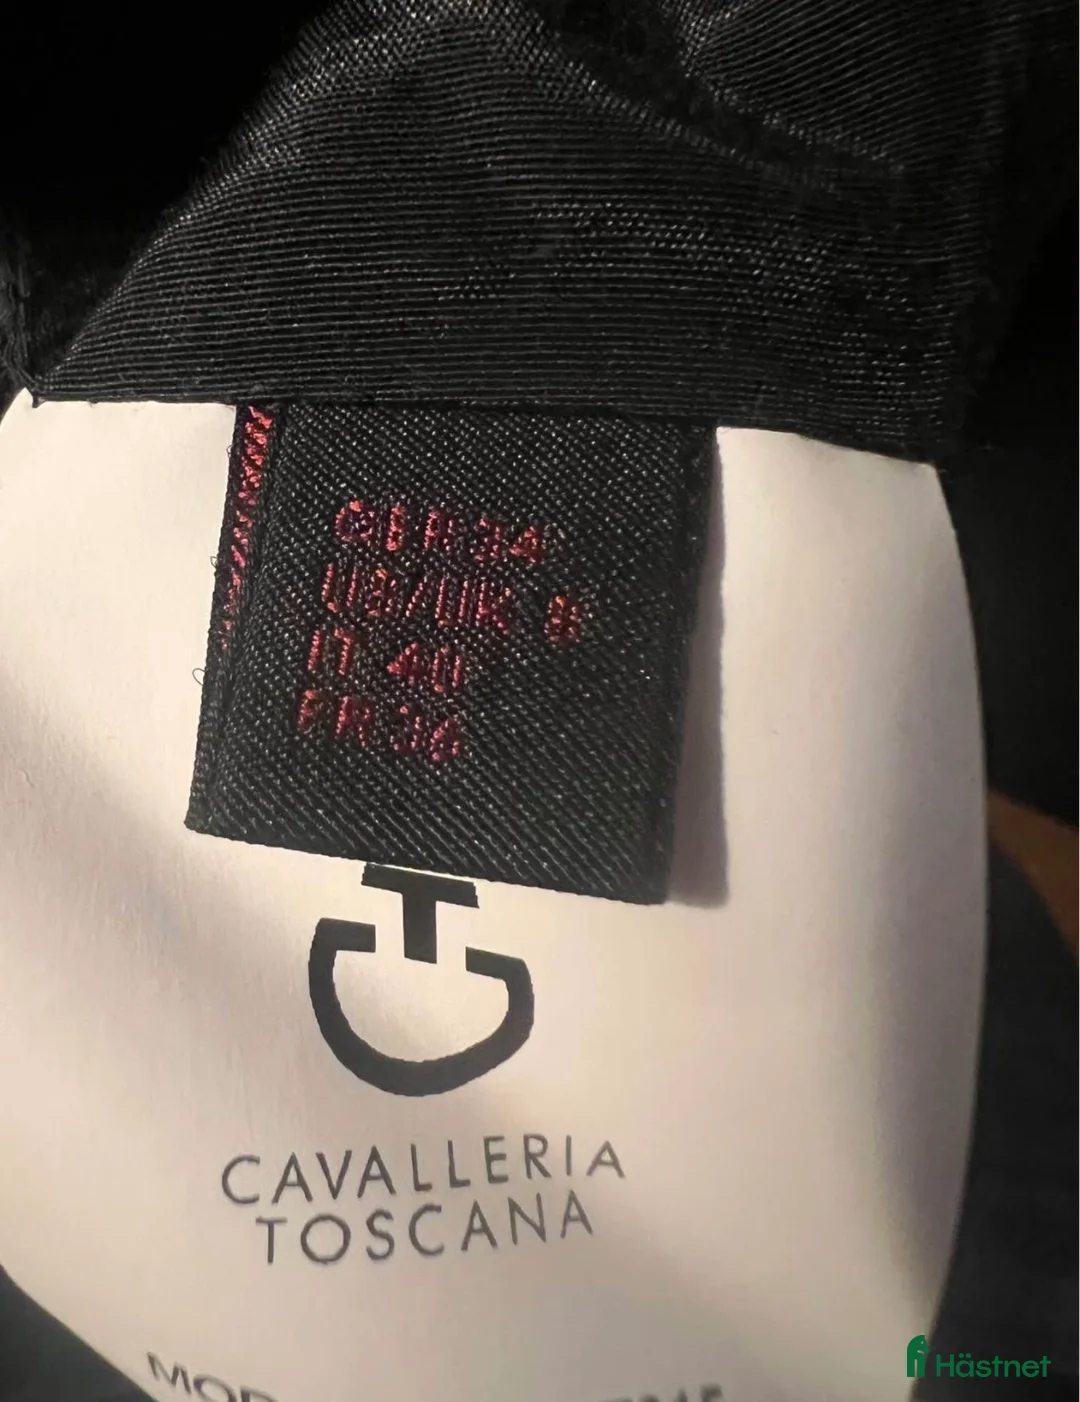 GER 34
US/UK 8
IT 40
FR 36
CAVALLERIA
TOSCANA
Hästnet